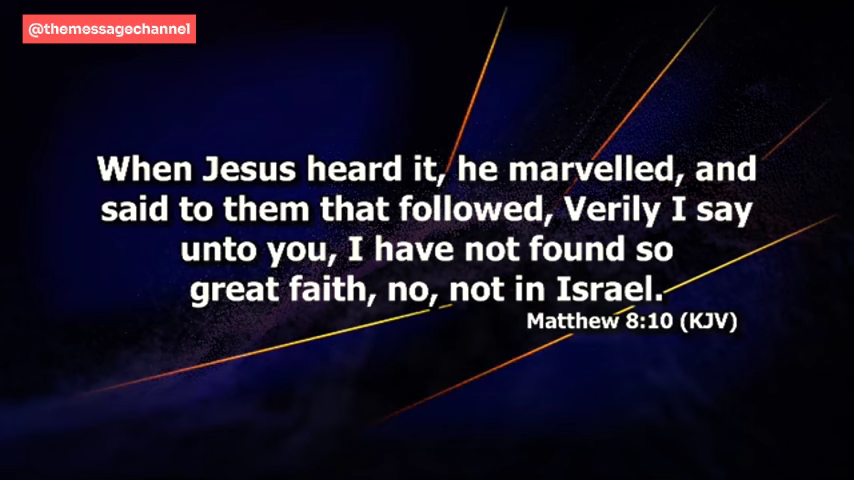 @themessagechannel
When Jesus heard it, he marvelled, and
said to them that followed, Verily I say
unto you, I have not found so
great faith, no, not in Israel.
Matthew 8:10 (KJV)